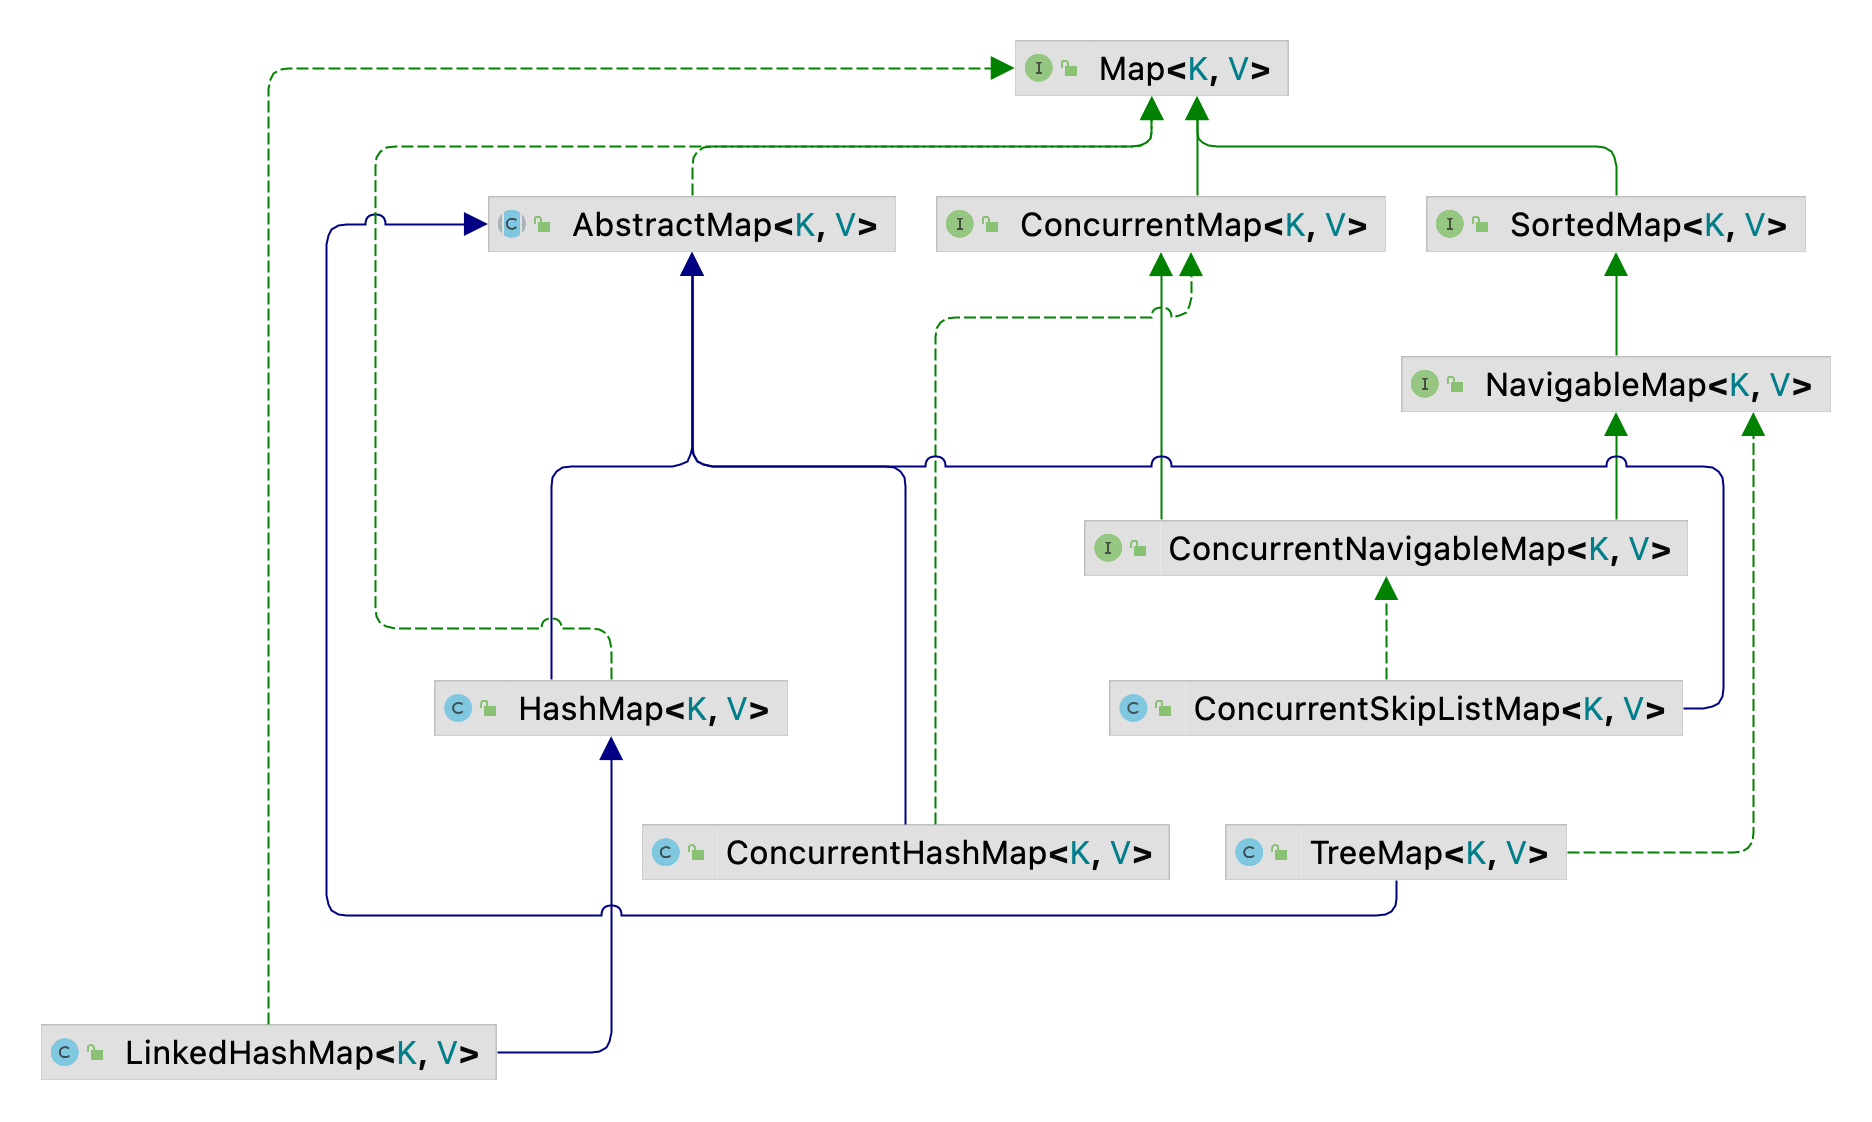 I Map<K, V>
C AbstractMap<K, V>
I ConcurrentMap<K, V>
I SortedMap<K, V>
I NavigableMap<K, V>
I ConcurrentNavigableMap<K, V>
C HashMap<K, V>
C ConcurrentSkipListMap<K, V>
C ConcurrentHashMap<K, V>
C TreeMap<K, V>
C LinkedHashMap<K, V>